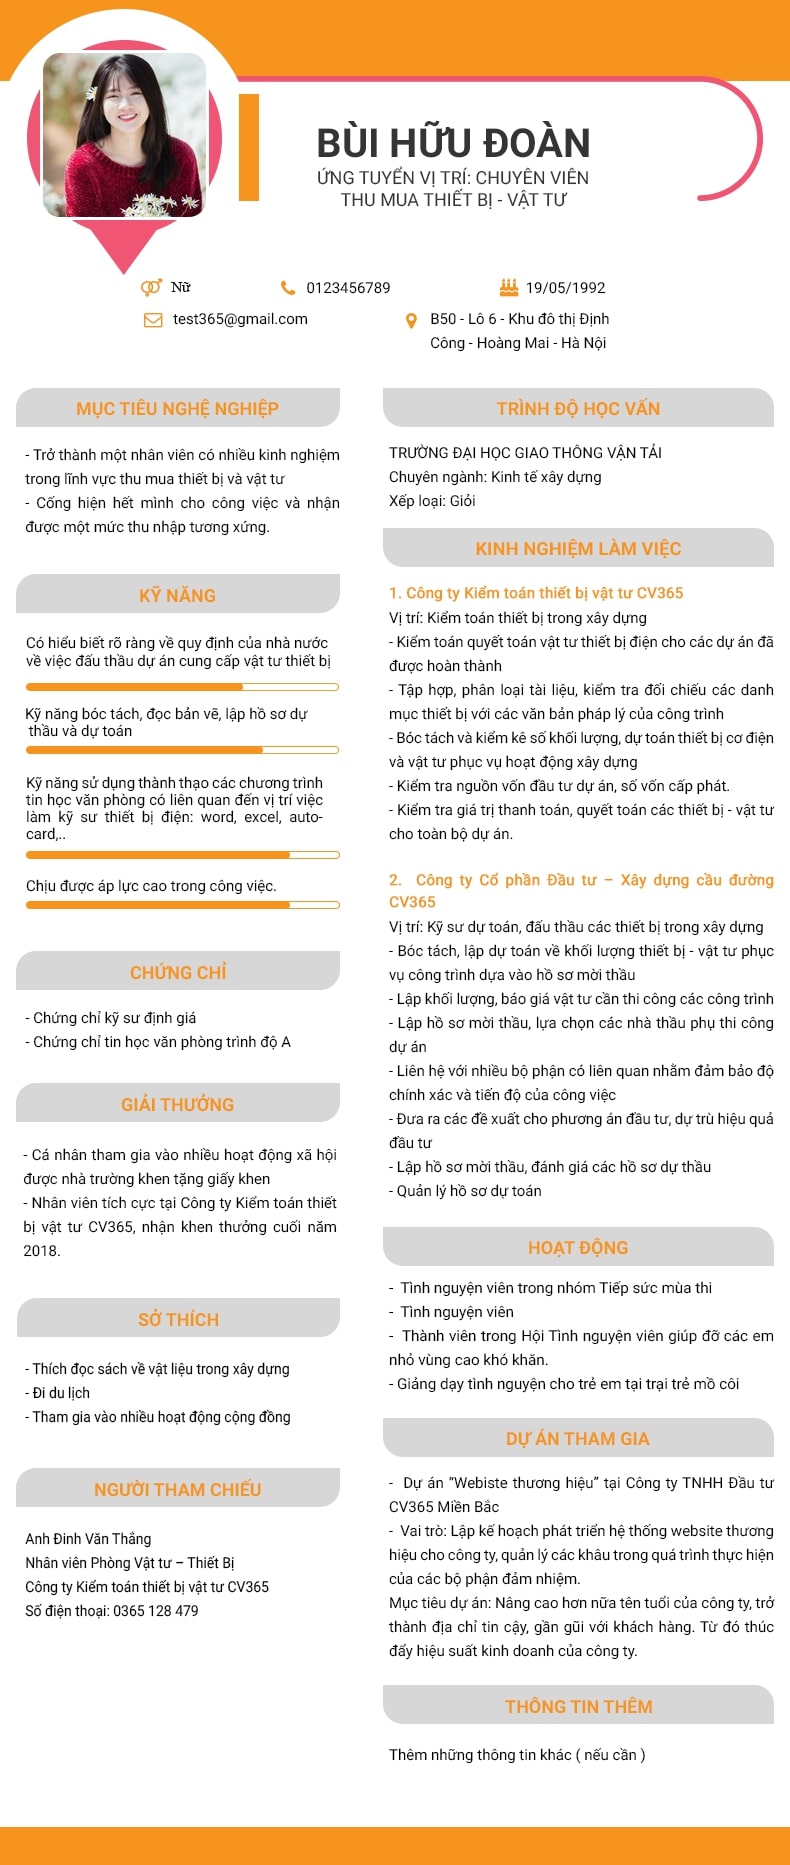 BÙI HỮU ĐOÀN
ỨNG TUYỂN VỊ TRÍ: CHUYÊN VIÊN
THU MUA THIẾT BỊ - VẬT TƯ
Nữ
0123456789
19/05/1992
test365@gmail.com
B50 - Lô 6 - Khu đô thị Định
Công - Hoàng Mai - Hà Nội
MỤC TIÊU NGHỆ NGHIỆP
- Trở thành một nhân viên có nhiều kinh nghiệm
trong lĩnh vực thu mua thiết bị và vật tư
- Cống hiện hết mình cho công việc và nhận
được một mức thu nhập tương xứng.
KỸ NĂNG
Có hiểu biết rõ ràng về quy định của nhà nước
về việc đấu thầu dự án cung cấp vật tư thiết bị
Kỹ năng bóc tách, đọc bản vẽ, lập hồ sơ dự
thầu và dự toán
Kỹ năng sử dụng thành thạo các chương trình
tin học văn phòng có liên quan đến vị trí việc
làm kỹ sư thiết bị điện: word, excel, auto-
card,..
Chịu được áp lực cao trong công việc.
CHỨNG CHỈ
- Chứng chỉ kỹ sư định giá
- Chứng chỉ tin học văn phòng trình độ A
GIẢI THƯỞNG
- Cá nhân tham gia vào nhiều hoạt động xã hội
được nhà trường khen tặng giấy khen
- Nhân viên tích cực tại Công ty Kiểm toán thiết
bị vật tư CV365, nhận khen thưởng cuối năm
2018.
SỞ THÍCH
- Thích đọc sách về vật liệu trong xây dựng
- Đi du lịch
- Tham gia vào nhiều hoạt động cộng đồng
NGƯỜI THAM CHIẾU
Anh Đinh Văn Thắng
Nhân viên Phòng Vật tư – Thiết Bị
Công ty Kiểm toán thiết bị vật tư CV365
Số điện thoại: 0365 128 479
TRÌNH ĐỘ HỌC VẤN
TRƯỜNG ĐẠI HỌC GIAO THÔNG VẬN TẢI
Chuyên ngành: Kinh tế xây dựng
Xếp loại: Giỏi
KINH NGHIỆM LÀM VIỆC
1. Công ty Kiểm toán thiết bị vật tư CV365
Vị trí: Kiểm toán thiết bị trong xây dựng
- Kiểm toán quyết toán vật tư thiết bị điện cho các dự án đã
được hoàn thành
- Tập hợp, phân loại tài liệu, kiểm tra đối chiếu các danh
mục thiết bị với các văn bản pháp lý của công trình
- Bóc tách và kiểm kê số khối lượng, dự toán thiết bị cơ điện
và vật tư phục vụ hoạt động xây dựng
- Kiểm tra nguồn vốn đầu tư dự án, số vốn cấp phát.
- Kiểm tra giá trị thanh toán, quyết toán các thiết bị - vật tư
cho toàn bộ dự án.
2. Công ty Cổ phần Đầu tư – Xây dựng cầu đường
CV365
Vị trí: Kỹ sư dự toán, đấu thầu các thiết bị trong xây dựng
- Bóc tách, lập dự toán về khối lượng thiết bị - vật tư phục
vụ công trình dựa vào hồ sơ mời thầu
- Lập khối lượng, báo giá vật tư cần thi công các công trình
- Lập hồ sơ mời thầu, lựa chọn các nhà thầu phụ thi công
dự án
- Liên hệ với nhiều bộ phận có liên quan nhằm đảm bảo độ
chính xác và tiến độ của công việc
- Đưa ra các đề xuất cho phương án đầu tư, dự trù hiệu quả
đầu tư
- Lập hồ sơ mời thầu, đánh giá các hồ sơ dự thầu
- Quản lý hồ sơ dự toán
HOẠT ĐỘNG
- Tình nguyện viên trong nhóm Tiếp sức mùa thi
- Tình nguyện viên
- Thành viên trong Hội Tình nguyện viên giúp đỡ các em
nhỏ vùng cao khó khăn.
- Giảng dạy tình nguyện cho trẻ em tại trại trẻ mồ côi
DỰ ÁN THAM GIA
- Dự án “Webiste thương hiệu” tại Công ty TNHH Đầu tư
CV365 Miền Bắc
- Vai trò: Lập kế hoạch phát triển hệ thống website thương
hiệu cho công ty, quản lý các khâu trong quá trình thực hiện
của các bộ phận đảm nhiệm.
Mục tiêu dự án: Nâng cao hơn nữa tên tuổi của công ty, trở
thành địa chỉ tin cậy, gần gũi với khách hàng. Từ đó thúc
đẩy hiệu suất kinh doanh của công ty.
THÔNG TIN THÊM
Thêm những thông tin khác ( nếu cần )